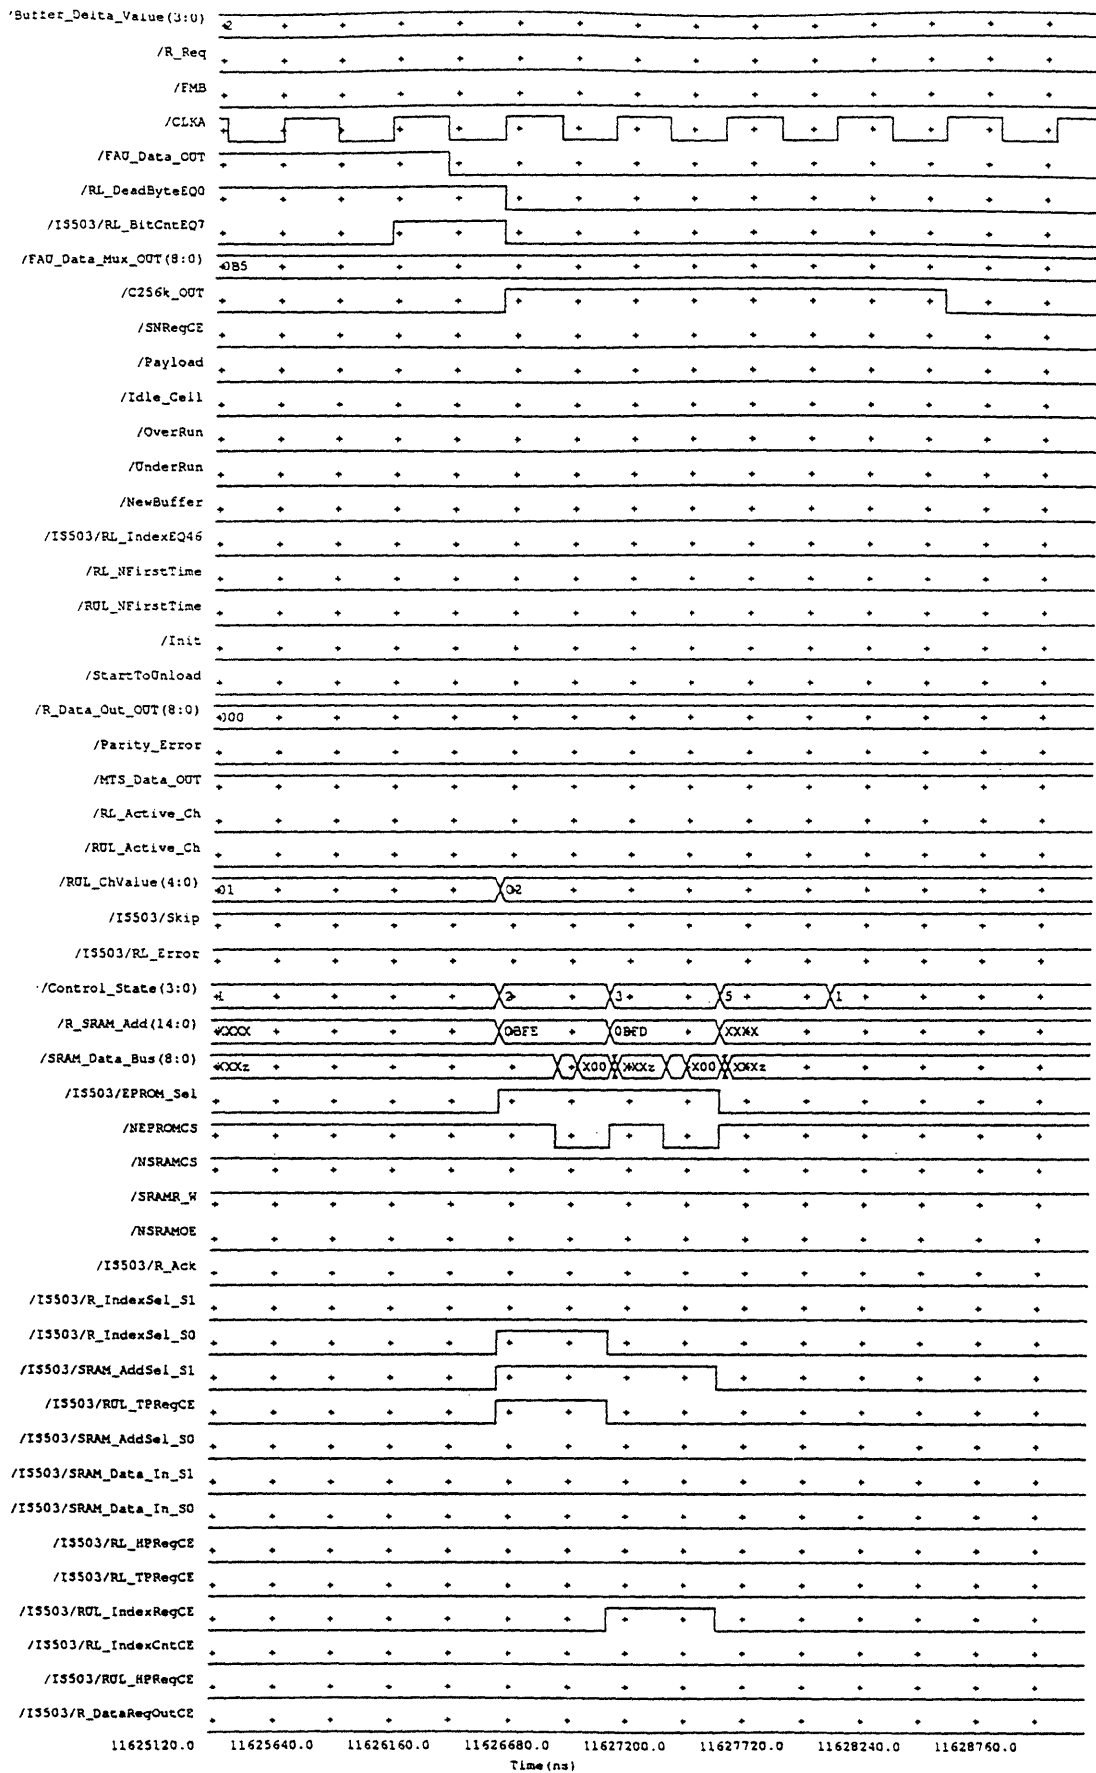 /Buffer_Delta_Value(3:0) 2
/R_Req
/FMB
/CLKA
/FAU_Data_OUT
/RL_DeadByteEQ0
/IS503/RL_BitCntEQ7
/FAU_Data_Mux_OUT(8:0) 0B5
/C256k_OUT
/SNRegCE
/Payload
/Idle_Cell
/OverRun
/UnderRun
/NewBuffer
/IS503/RL_IndexEQ46
/RL_NFirstTime
/RUL_NFirstTime
/Init
/StartToUnload
/R_Data_Out_OUT(8:0) 000
/Parity_Error
/MTS_Data_OUT
/RL_Active_Ch
/RUL_Active_Ch
/RUL_ChValue(4:0) 01 02
/IS503/Skip
/IS503/RL_Error
/Control_State(3:0) 1 2 3 5 1
/R_SRAM_Add(14:0) XXXX 0BFE 0BFD XXXX
/SRAM_Data_Bus(8:0) XXXz X00 XXXz X00 XXXz
/IS503/EPROM_Sel
/NEPROMCS
/NSRAMCS
/SRAMR_W
/NSRAMOE
/IS503/R_Ack
/IS503/R_IndexSel_S1
/IS503/R_IndexSel_S0
/IS503/SRAM_AddSel_S1
/IS503/RUL_TPRegCE
/IS503/SRAM_AddSel_S0
/IS503/SRAM_Data_In_S1
/IS503/SRAM_Data_In_S0
/IS503/RL_HPRegCE
/IS503/RL_TPRegCE
/IS503/RUL_IndexRegCE
/IS503/RL_IndexCntCE
/IS503/RUL_HPRegCE
/IS503/R_DataRegOutCE
11625120.0 11625640.0 11626160.0 11626680.0 11627200.0 11627720.0 11628240.0 11628760.0
Time(ns)